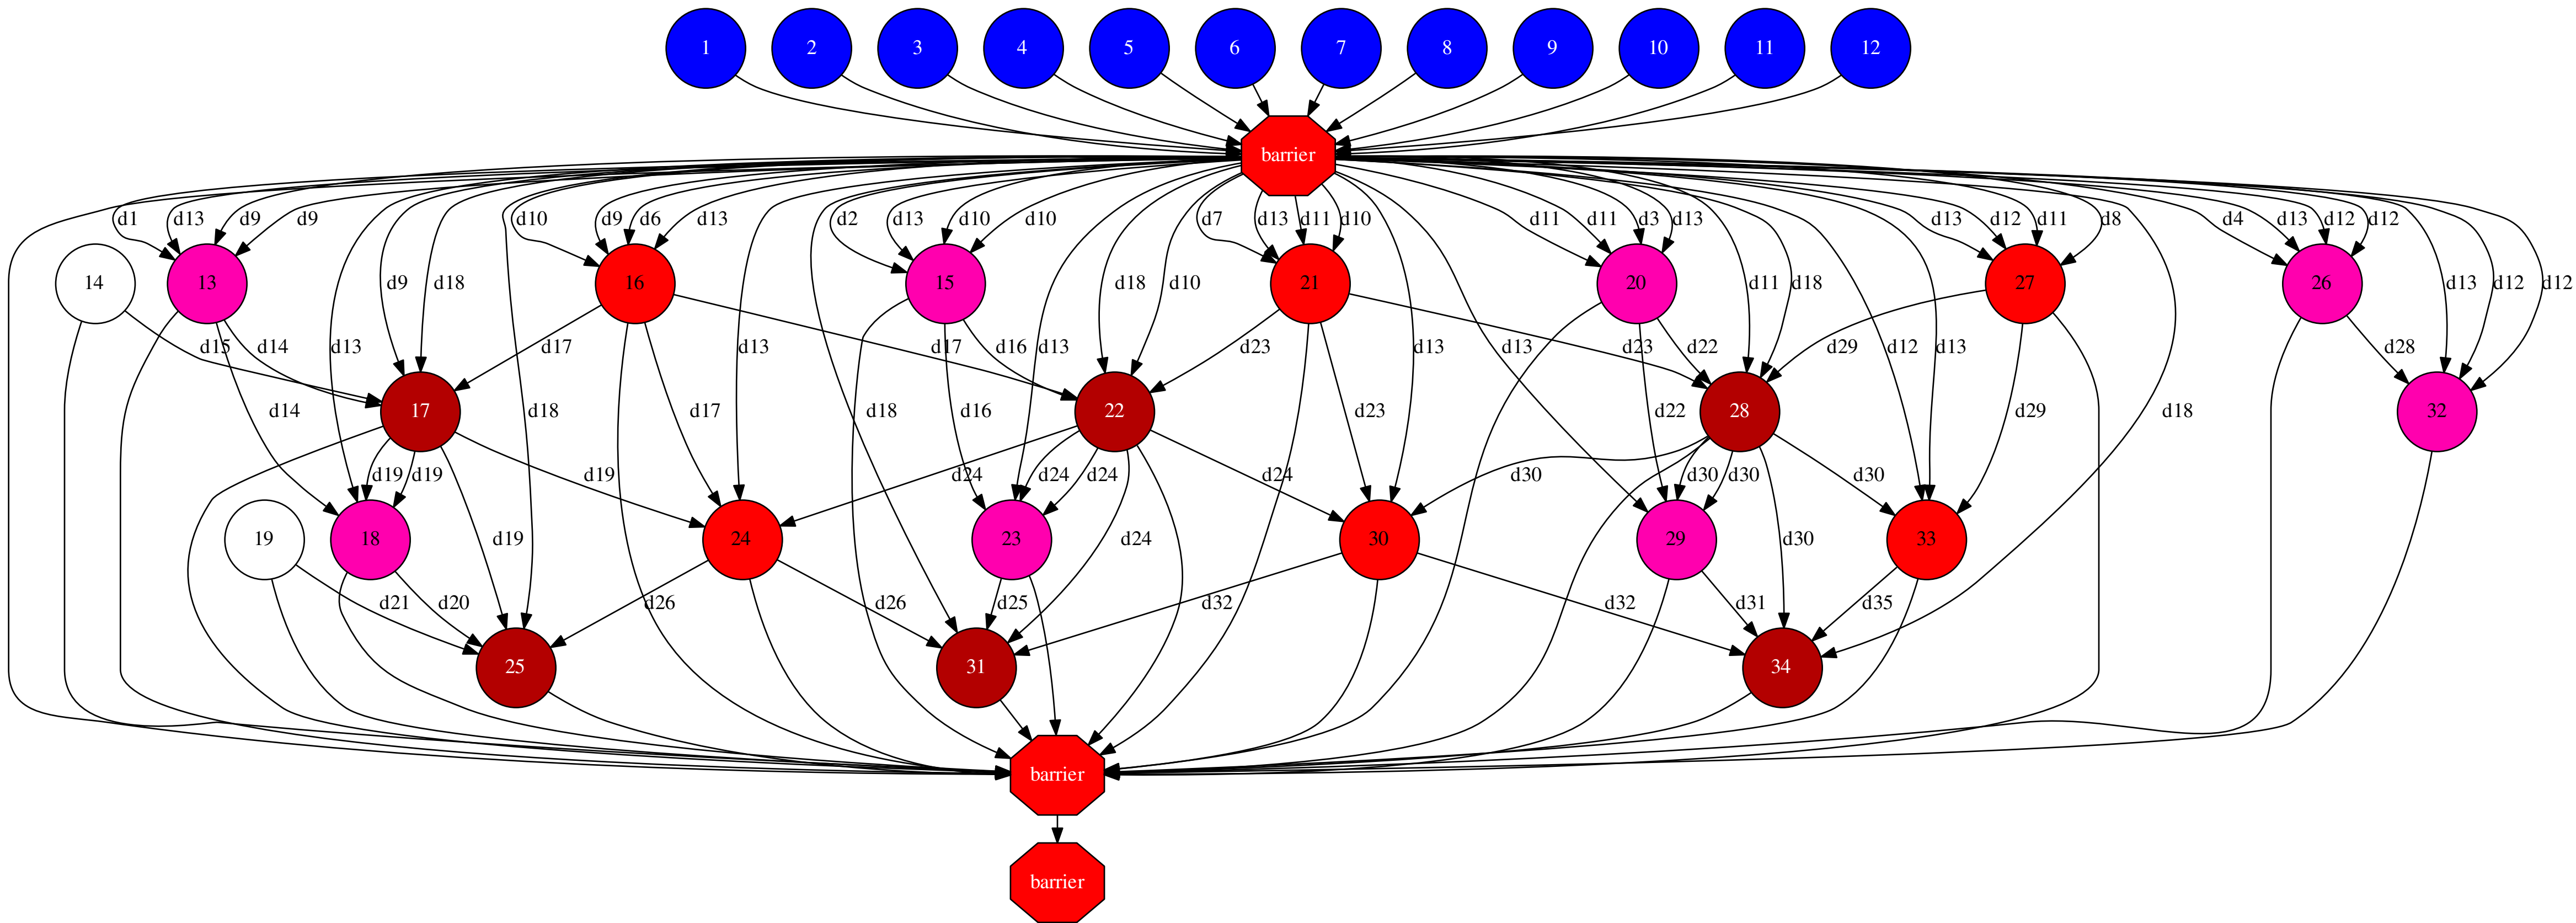 1 2 3 4 5 6 7 8 9 10 11 12
barrier
d1 d13 d9 d9 d10 d9 d6 d13 d2 d13 d10 d10 d7 d13 d11 d10 d11 d11 d3 d13 d13 d12 d11 d8 d4 d13 d12 d12
14 13 d9 d18 16 15 d18 d10 21 20 d11 d18 27 26 d13 d12 d12
d15 d14 d13 d17 d13 d17 d16 d13 d23 d13 d13 d23 d22 d29 d12 d13 d28
17 d14 d18 d17 d18 d16 22 d23 d22 28 d29 d18 32
d19 d19 d19 d24 d24 d24 d24 d30 d30 d30 d30
19 18 d19 24 23 d24 30 29 d30 33
d21 d20 d26 d26 d25 d32 d32 d31 d35
25 31 34
barrier
barrier